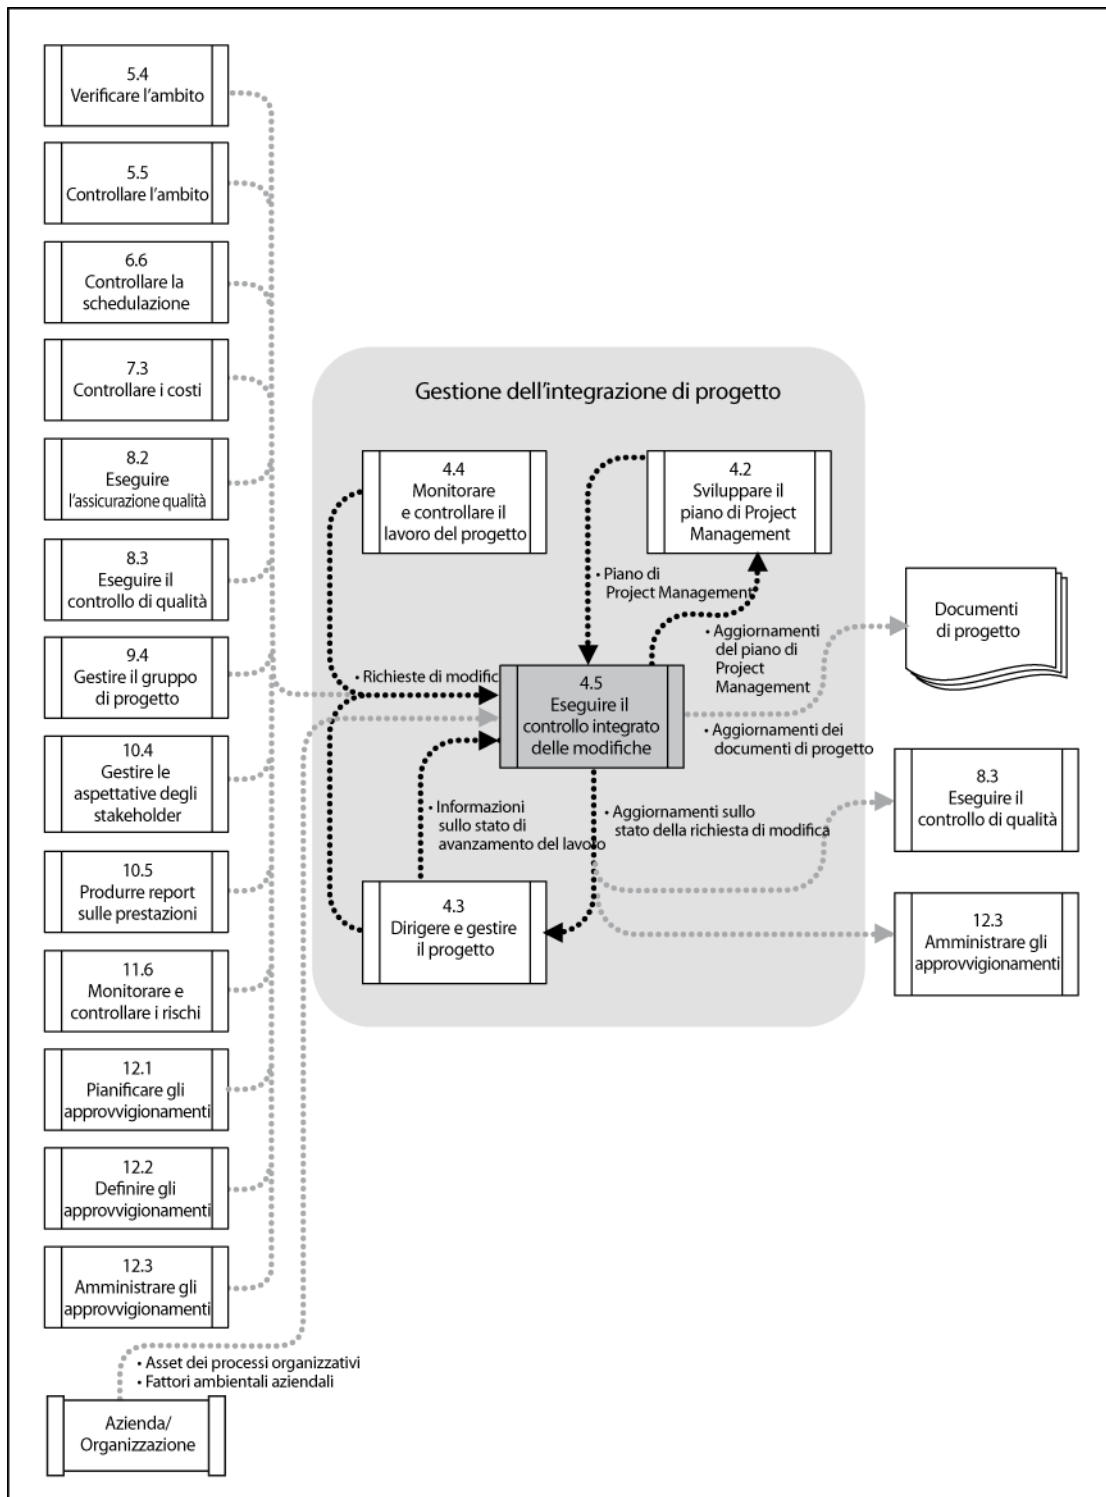 5.4
Verificare l'ambito
5.5
Controllare l'ambito
6.6
Controllare la
schedulazione
7.3
Controllare i costi
8.2
Eseguire
l'assicurazione qualità
8.3
Eseguire il
controllo di qualità
9.4
Gestire il gruppo
di progetto
10.4
Gestire le
aspettative degli
stakeholder
10.5
Produrre report
sulle prestazioni
11.6
Monitorare e
controllare i rischi
12.1
Pianificare gli
approvvigionamenti
12.2
Definire gli
approvvigionamenti
12.3
Amministrare gli
approvvigionamenti
• Asset dei processi organizzativi
• Fattori ambientali aziendali
Azienda/
Organizzazione
Gestione dell'integrazione di progetto
4.4
Monitorare
e controllare il
lavoro del progetto
4.2
Sviluppare il
piano di Project
Management
• Piano di
Project Management
• Aggiornamenti
del piano di
Project
Management
• Richieste di modific
4.5
Eseguire il
controllo integrato
delle modifiche
• Aggiornamenti dei
documenti di progetto
• Informazioni
sullo stato di
avanzamento del lavoro
• Aggiornamenti sullo
stato della richiesta di modifica
4.3
Dirigere e gestire
il progetto
Documenti
di progetto
8.3
Eseguire il
controllo di qualità
12.3
Amministrare gli
approvvigionamenti